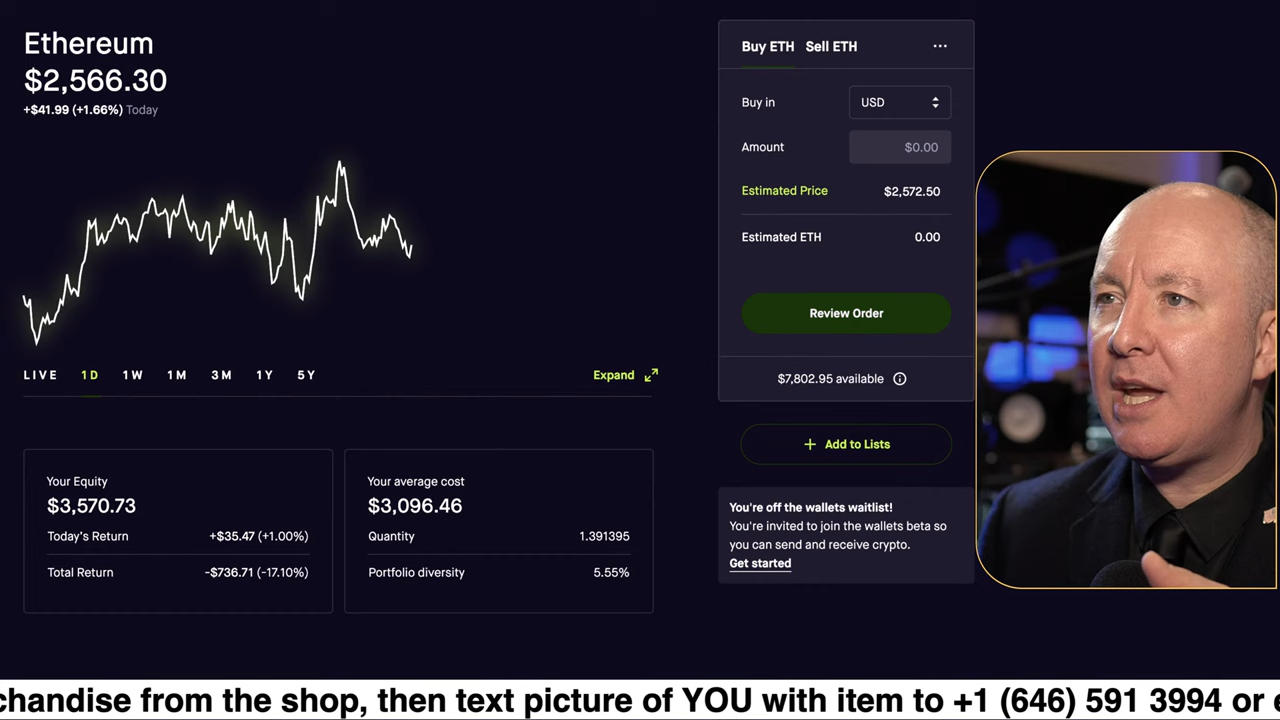 Ethereum
$2,566.30
+$41.99 (+1.66%) Today
LIVE 1D 1W 1M 3M 1Y 5Y
Expand
Your Equity
$3,570.73
Today's Return +$35.47 (+1.00%)
Total Return -$736.71 (-17.10%)
Your average cost
$3,096.46
Quantity 1.391395
Portfolio diversity 5.55%
Buy ETH Sell ETH
Buy in USD
Amount $0.00
Estimated Price $2,572.50
Estimated ETH 0.00
Review Order
$7,802.95 available
+ Add to Lists
You're off the wallets waitlist!
You're invited to join the wallets beta so
you can send and receive crypto.
Get started
chandise from the shop, then text picture of YOU with item to +1 (646) 591 3994 or